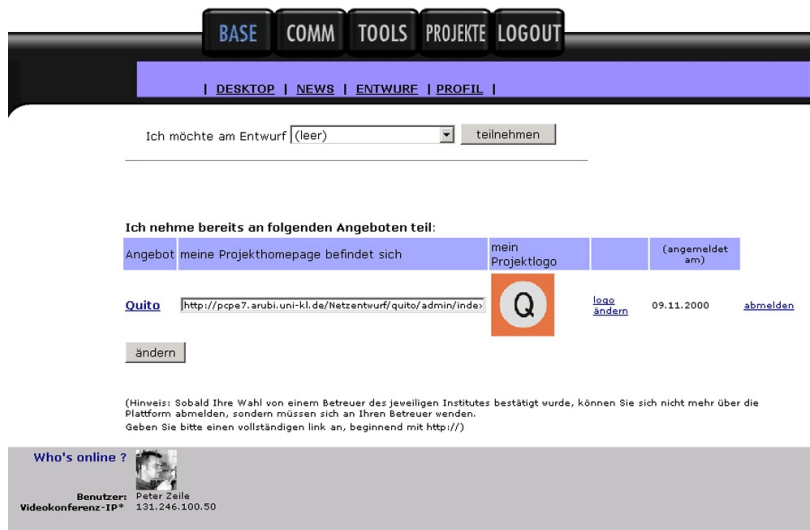 BASE COMM TOOLS PROJEKTE LOGOUT
| DESKTOP | NEWS | ENTWURF | PROFIL |
Ich möchte am Entwurf (leer) teilnehmen
Ich nehme bereits an folgenden Angeboten teil:
Angebot meine Projekthomepage befindet sich mein Projektlogo (angemeldet am)
Quito http://pcpe7.arubi.uni-kl.de/Netzentwurf/quito/admin/index Q logo ändern 09.11.2000 abmelden
ändern
(Hinweis: Sobald Ihre Wahl von einem Betreuer des jeweiligen Institutes bestätigt wurde, können Sie sich nicht mehr über die
Plattform abmelden, sondern müssen sich an Ihren Betreuer wenden.
Geben Sie bitte einen vollständigen link an, beginnend mit http://)
Who's online ?
Benutzer: Peter Zeile
Videokonferenz-IP* 131.246.100.50